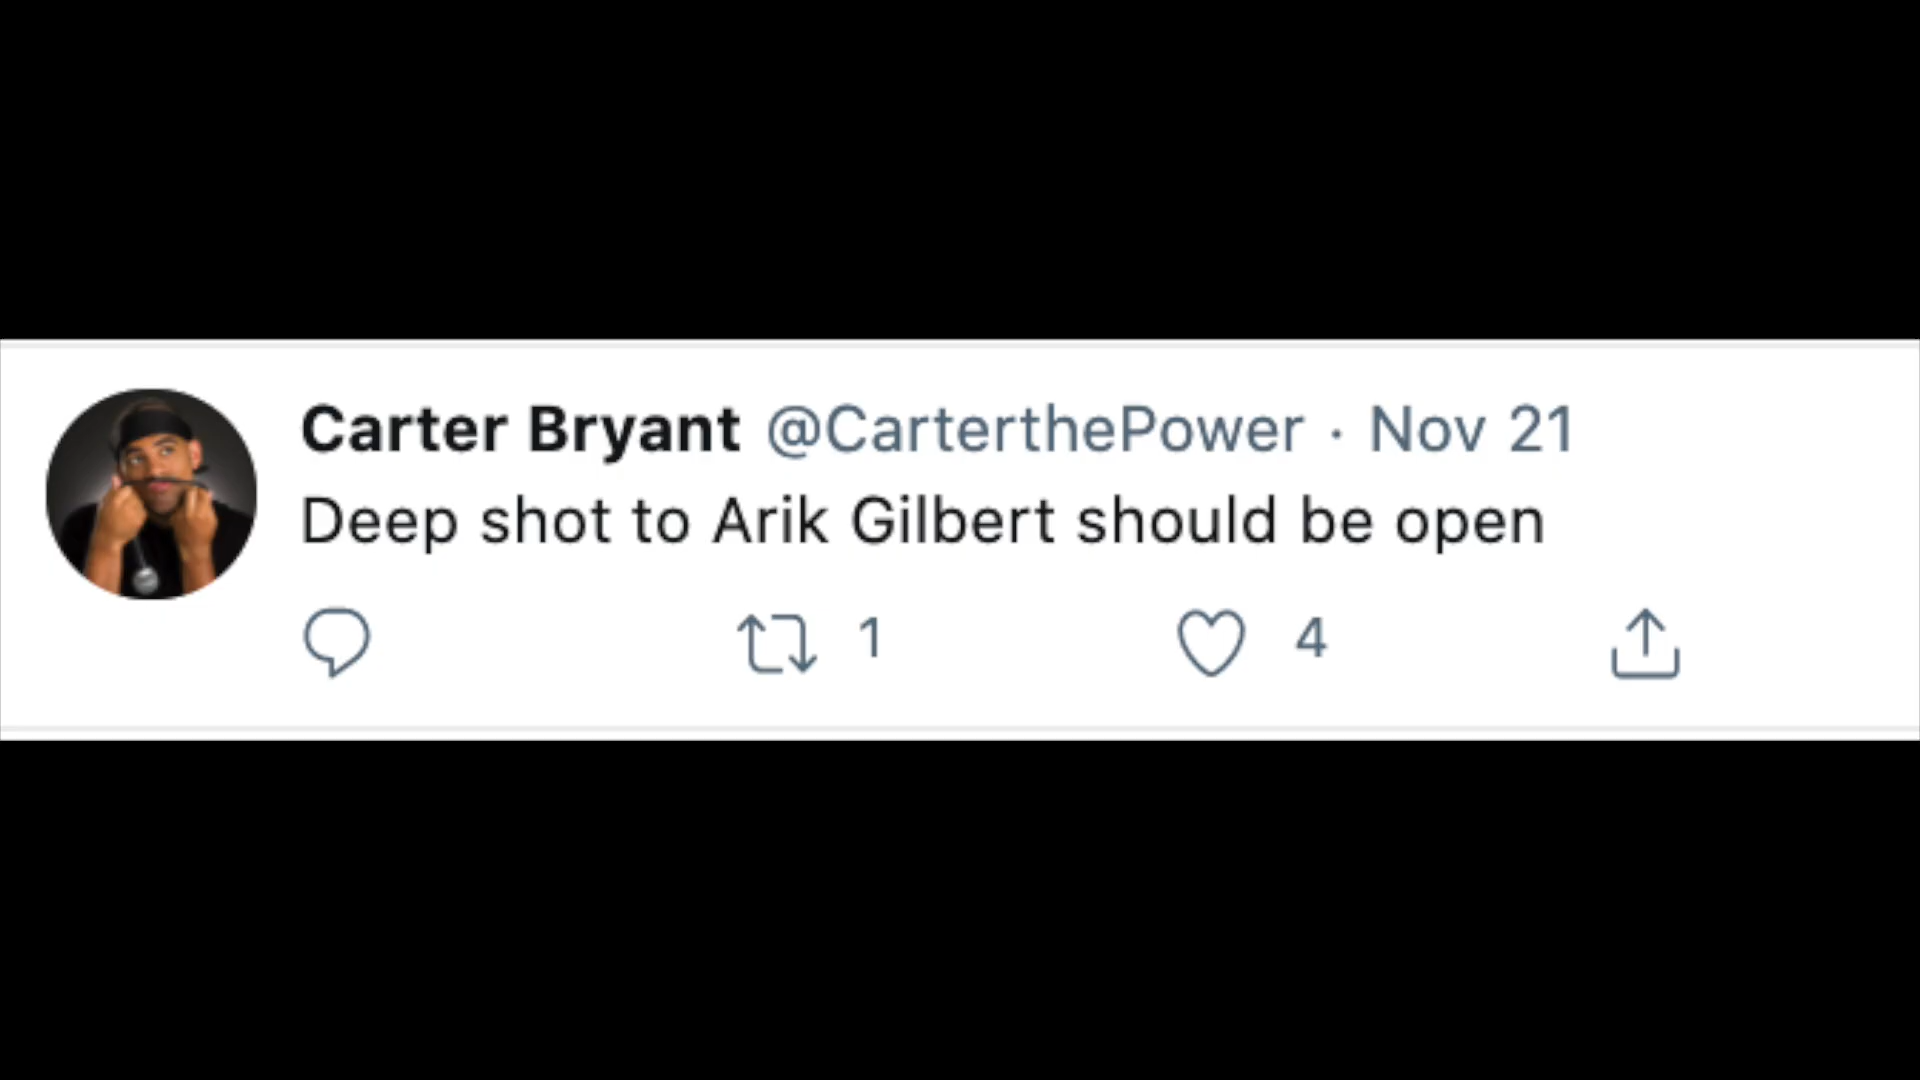 Carter Bryant @CarterthePower · Nov 21
Deep shot to Arik Gilbert should be open
1 4